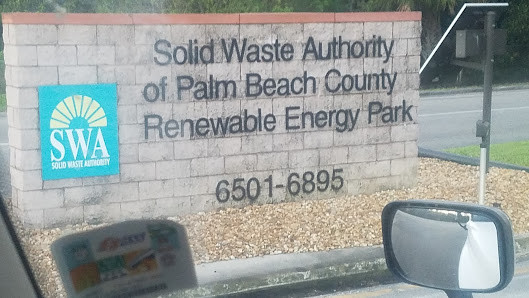 Solid Waste Authority
of Palm Beach County
Renewable Energy Park
SWA
SOLID WASTE AUTHORITY
6501-6895